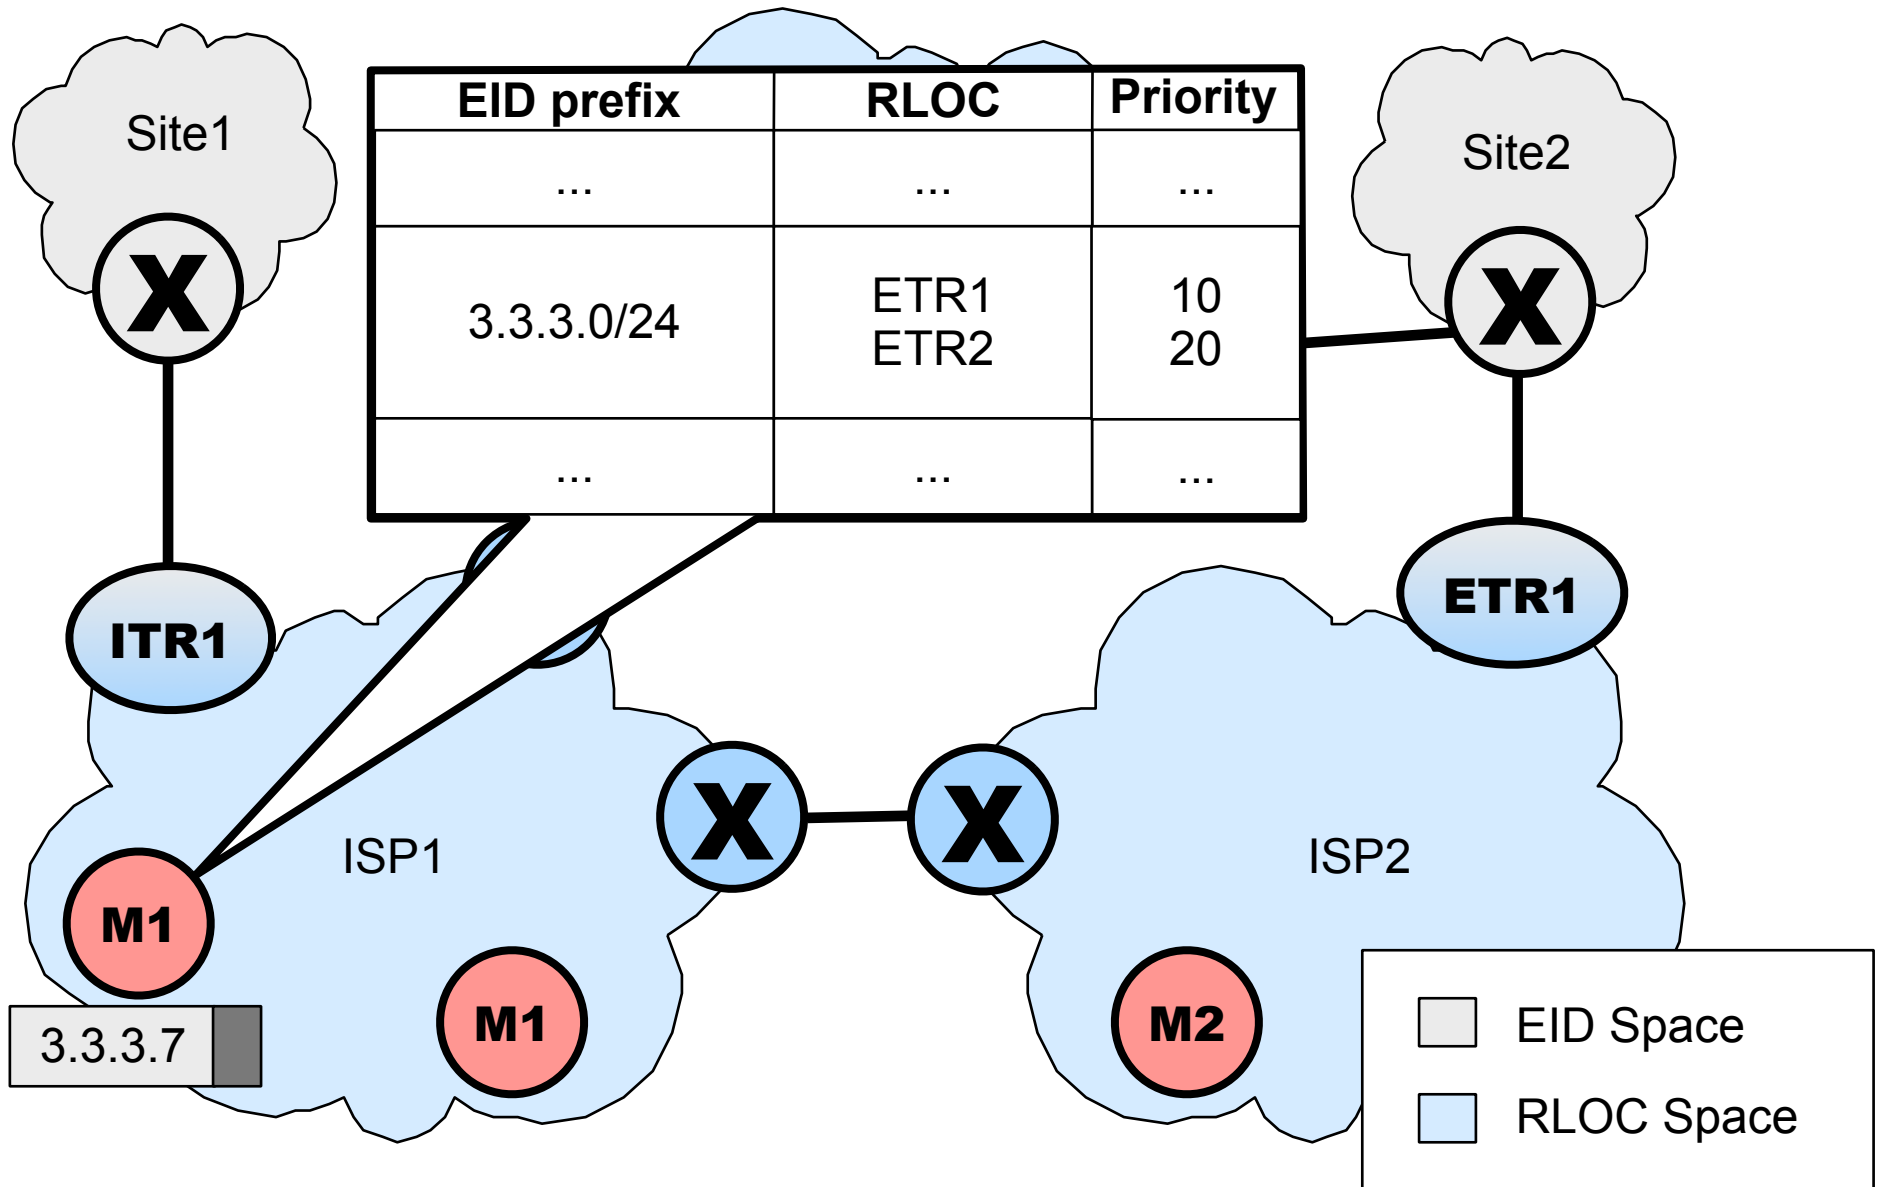 Site1
EID prefix RLOC Priority
Site2
... ... ...
X
3.3.3.0/24
ETR1 10
ETR2 20
X
... ... ...
ITR1
ETR1
X
X
ISP1
ISP2
M1
M1
M2
3.3.3.7
EID Space
RLOC Space